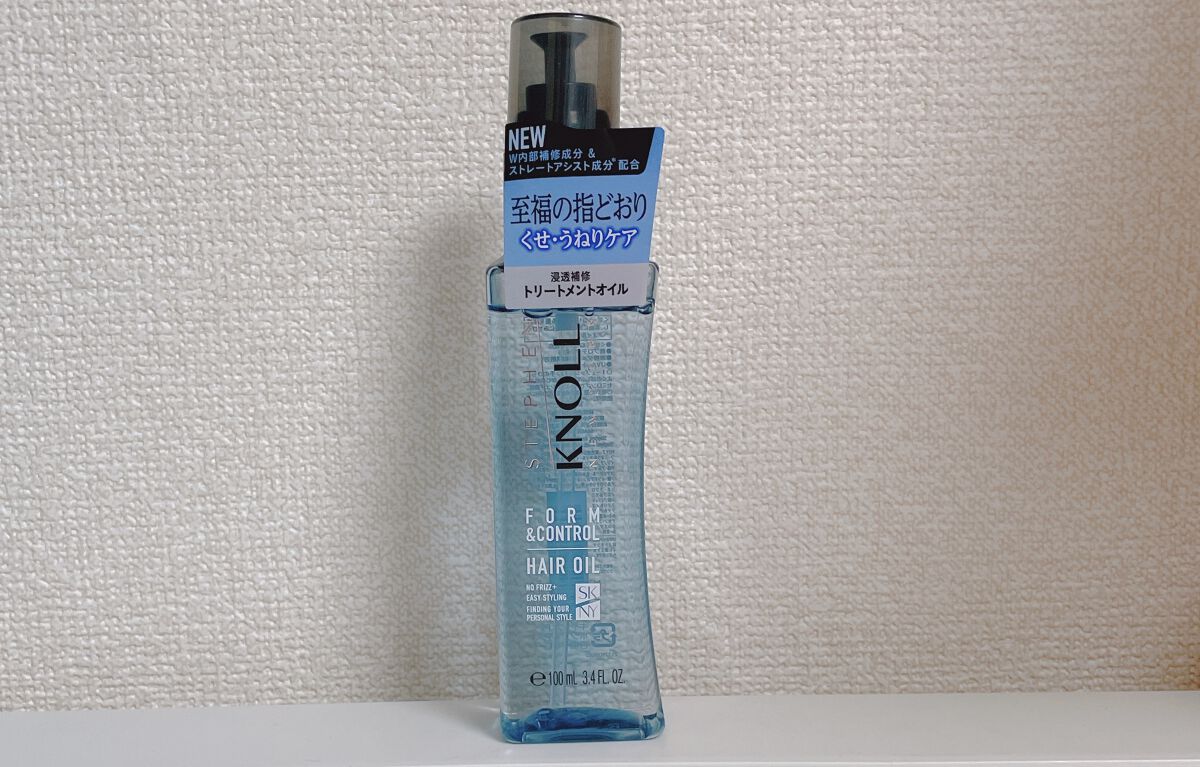 NEW
W内部補修成分 &
ストレートアシスト成分※配合
至福の指どおり
くせ・うねりケア
浸透補修
トリートメントオイル
STEPHEN
KNOLL
FORM
&CONTROL
HAIR OIL
NO FRIZZ+
EASY STYLING
FINDING YOUR
PERSONAL STYLE
SK
NY
℮100 mL 3.4 FL. OZ.